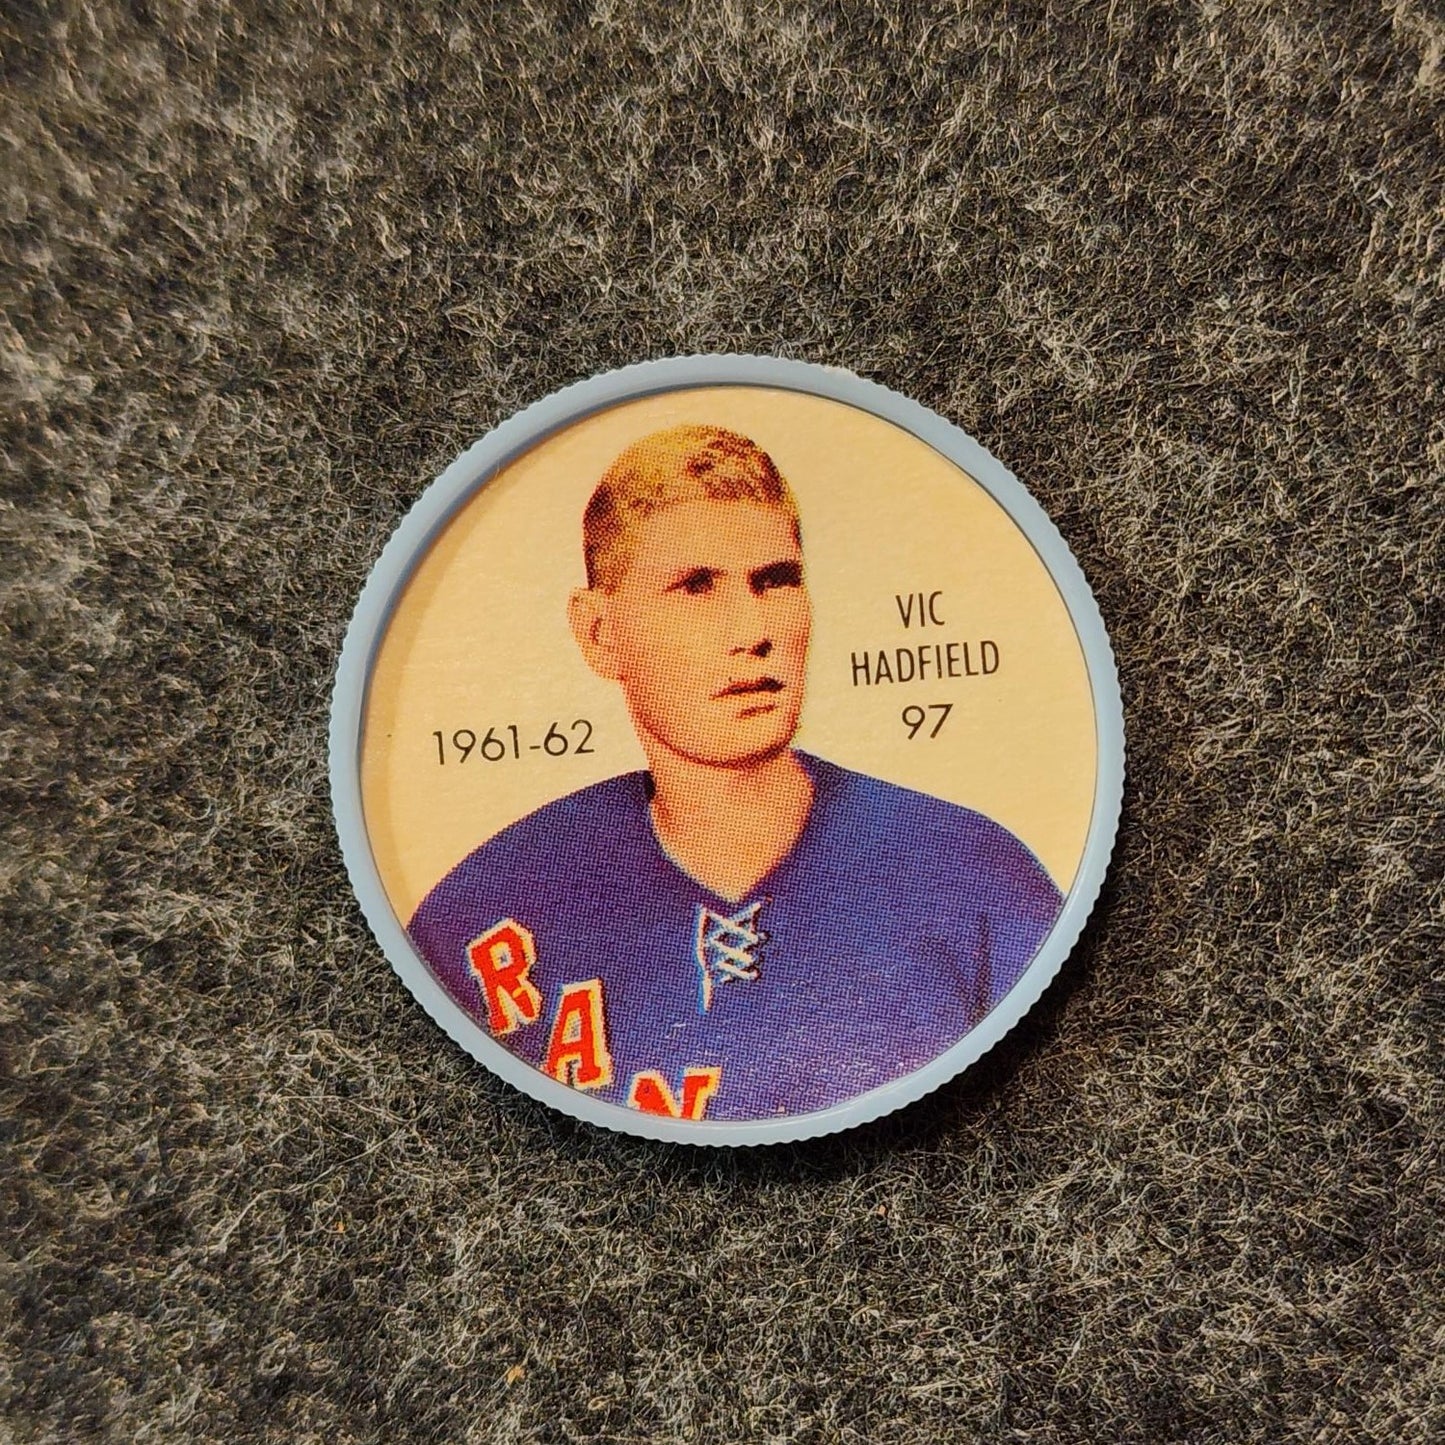 1961-62
VIC
HADFIELD
97
RAN